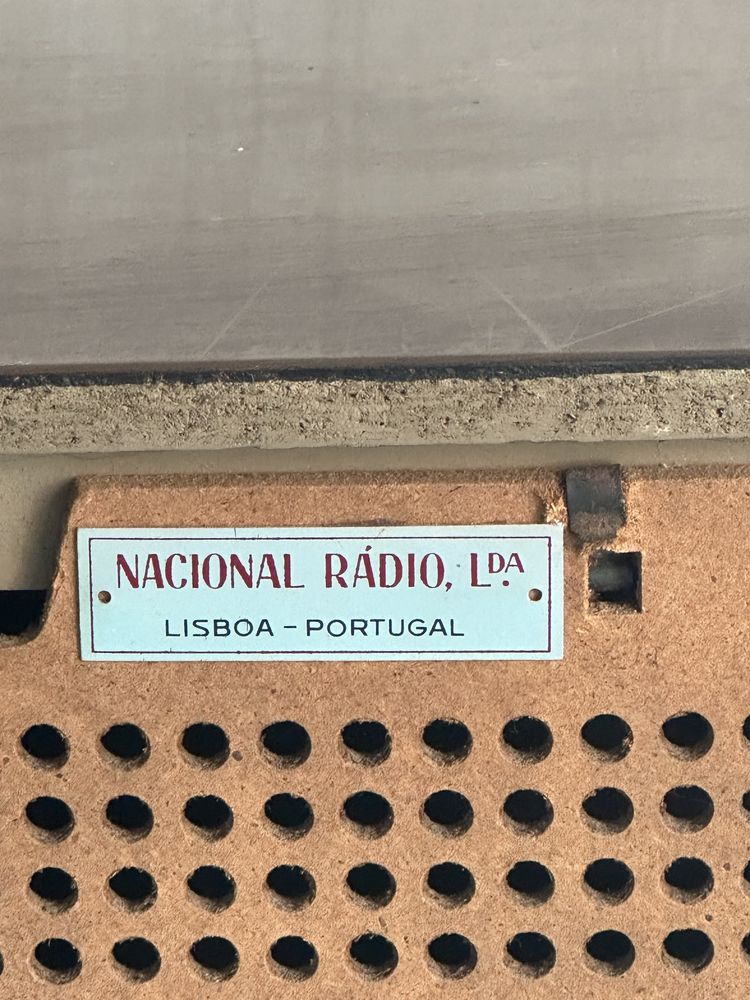 NACIONAL RÁDIO, LDA.
LISBOA – PORTUGAL